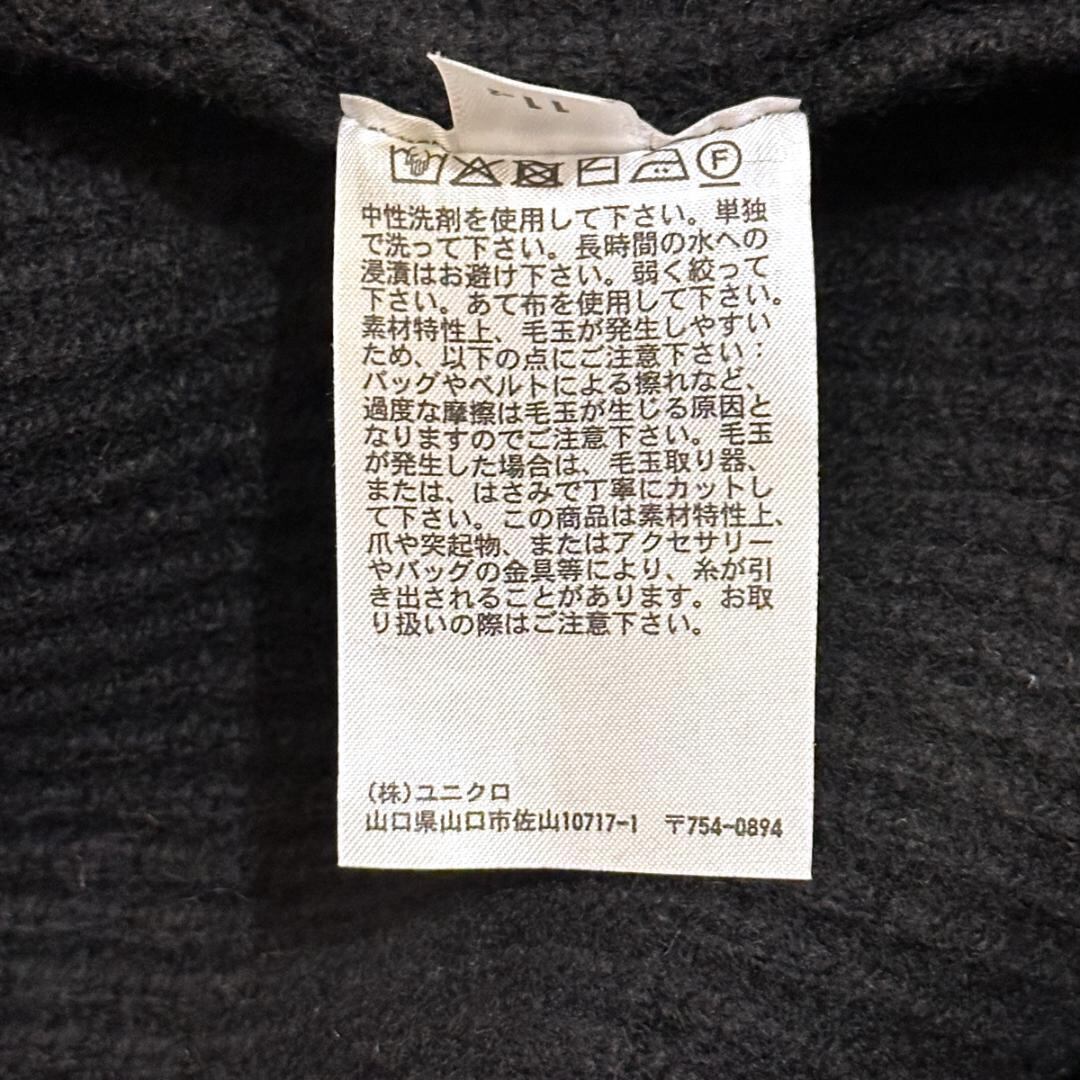 F
中性洗剤を使用して下さい。単独
で洗って下さい。長時間の水への
浸漬はお避け下さい。弱く絞って
下さい。あて布を使用して下さい。
素材特性上、毛玉が発生しやすい
ため、以下の点にご注意下さい：
バッグやベルトによる擦れなど、
過度な摩擦は毛玉が生じる原因と
なりますのでご注意下さい。毛玉
が発生した場合は、毛玉取り器、
または、はさみで丁寧にカットし
て下さい。この商品は素材特性上、
爪や突起物、またはアクセサリー
やバッグの金具等により、糸が引
き出されることがあります。お取
り扱いの際はご注意下さい。
(株)ユニクロ
山口県山口市佐山10717-1 〒754-0894